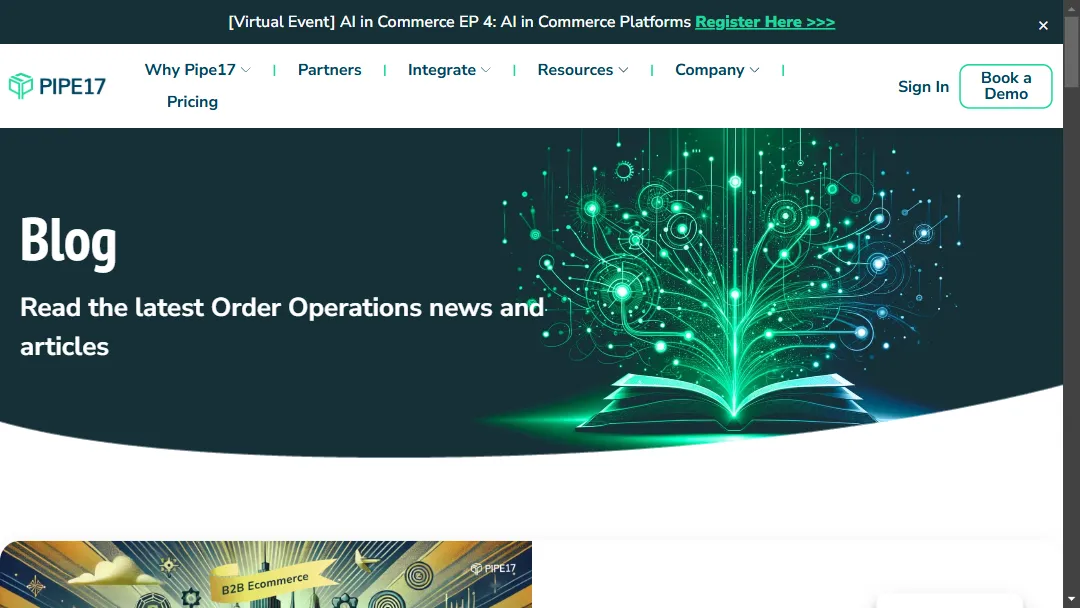 [Virtual Event] AI in Commerce EP 4: AI in Commerce Platforms Register Here >>>
×
PIPE17
Why Pipe17 | Partners | Integrate | Resources | Company |
Pricing
Sign In
Book a
Demo
Blog
Read the latest Order Operations news and
articles
B2B Ecommerce
PIPE17